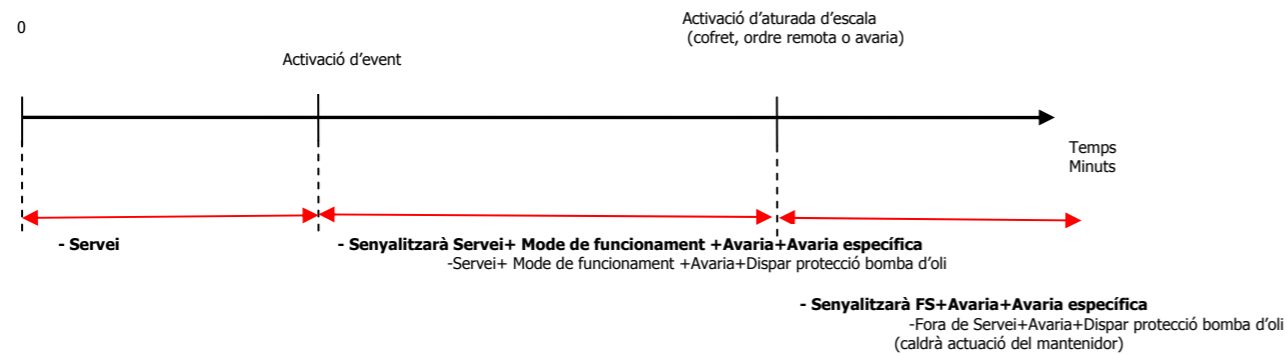 0
Activació d'aturada d'escala
(cofret, ordre remota o avaria)
Activació d'event
Temps
Minuts
- Servei
- Senyalitzarà Servei+ Mode de funcionament +Avaria+Avaria específica
-Servei+ Mode de funcionament +Avaria+Dispar protecció bomba d'oli
- Senyalitzarà FS+Avaria+Avaria específica
-Fora de Servei+Avaria+Dispar protecció bomba d'oli
(caldrà actuació del mantenidor)